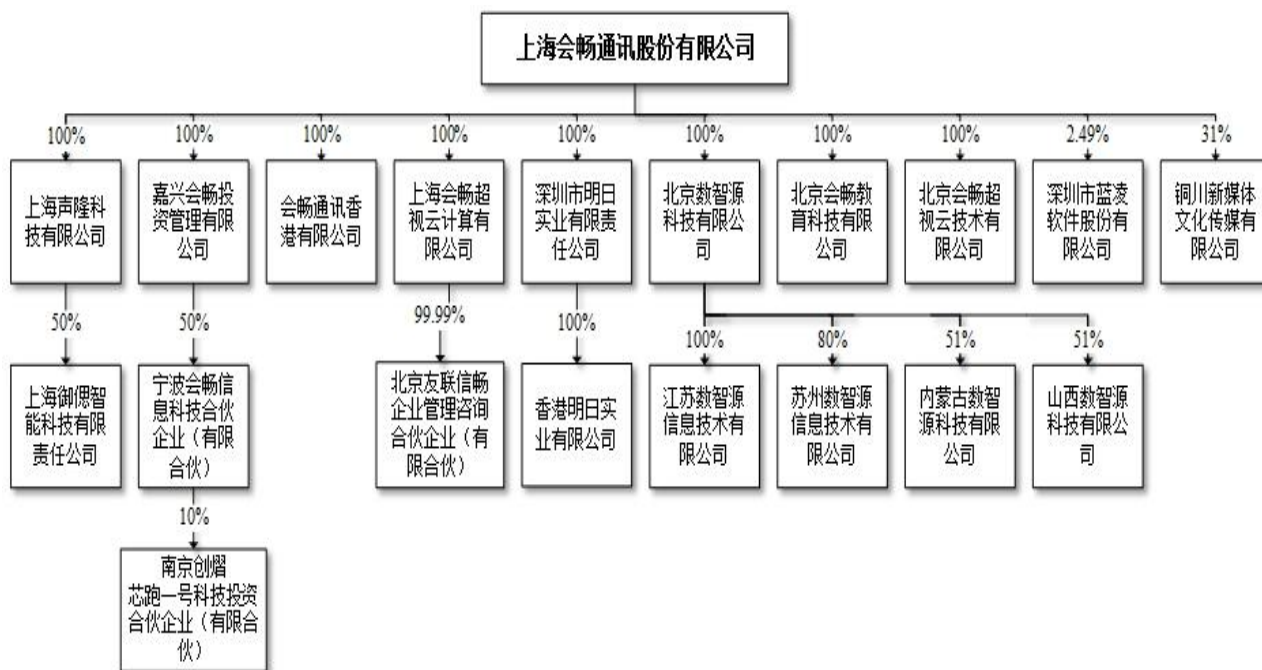 上海会畅通讯股份有限公司
100%
100%
100%
100%
100%
100%
100%
100%
2.49%
31%
上海声隆科
技有限公司
嘉兴会畅投
资管理有限
公司
会畅通讯香
港有限公司
上海会畅超
视云计算有
限公司
深圳市明日
实业有限责
任公司
北京数智源
科技有限公
司
北京会畅教
育科技有限
公司
北京会畅超
视云技术有
限公司
深圳市蓝凌
软件股份有
限公司
铜川新媒体
文化传媒有
限公司
50%
50%
99.99%
100%
100%
80%
51%
51%
上海御偲智
能科技有限
责任公司
宁波会畅信
息科技合伙
企业（有限
合伙）
北京友联信畅
企业管理咨询
合伙企业（有
限合伙）
香港明日实
业有限公司
江苏数智源
信息技术有
限公司
苏州数智源
信息技术有
限公司
内蒙古数智
源科技有限
公司
山西数智源
科技有限公
司
10%
南京创熠
芯跑一号科技投资
合伙企业（有限合
伙）